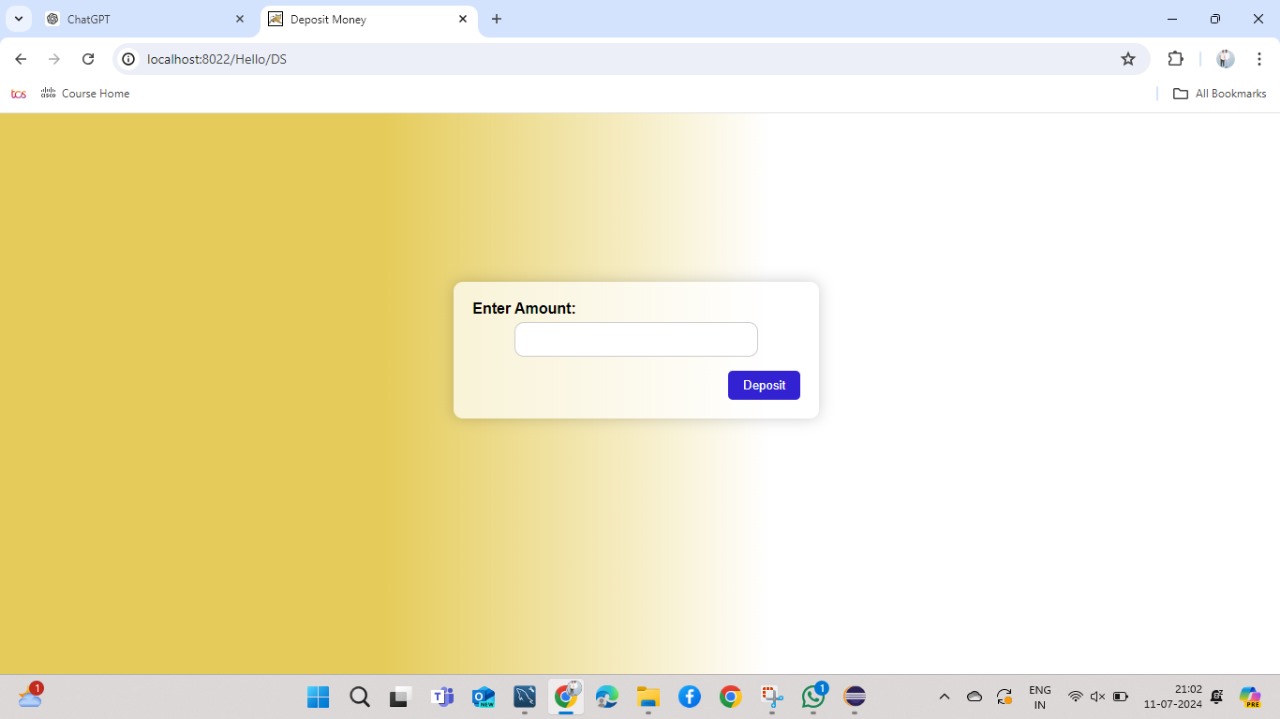 ChatGPT
Deposit Money
localhost:8022/Hello/DS
tcs
cisco
Course Home
All Bookmarks
Enter Amount:
Deposit
1
NEW
1
ENG
IN
21:02
11-07-2024
PRE